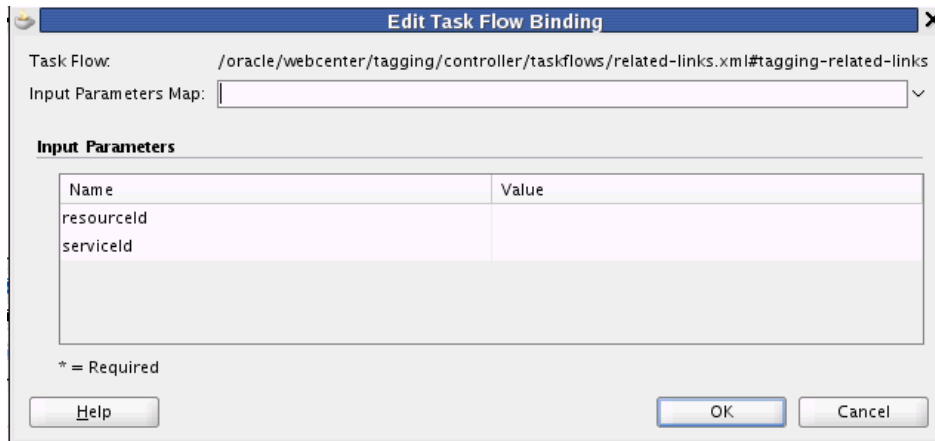 Edit Task Flow Binding
Task Flow: /oracle/webcenter/tagging/controller/taskflows/related-links.xml#tagging-related-links
Input Parameters Map:
Input Parameters
Name Value
resourceId
serviceId
* = Required
Help OK Cancel